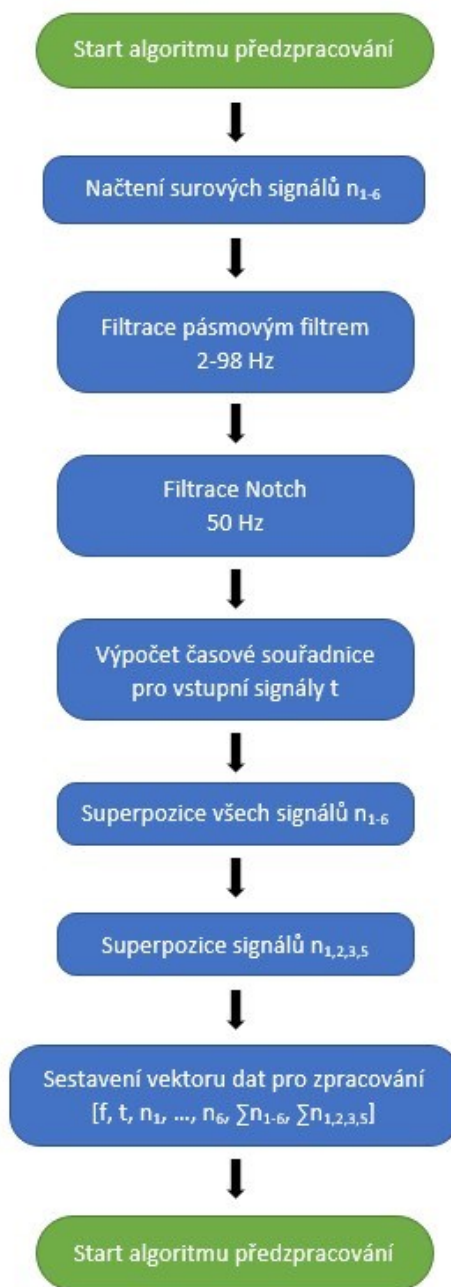 Start algoritmu předzpracování
Načtení surových signálů n₁₋₆
Filtrace pásmovým filtrem
2-98 Hz
Filtrace Notch
50 Hz
Výpočet časové souřadnice
pro vstupní signály t
Superpozice všech signálů n₁₋₆
Superpozice signálů n₁,₂,₃,₅
Sestavení vektoru dat pro zpracování
[f, t, n₁, ..., n₆, ∑n₁₋₆, ∑n₁,₂,₃,₅]
Start algoritmu předzpracování